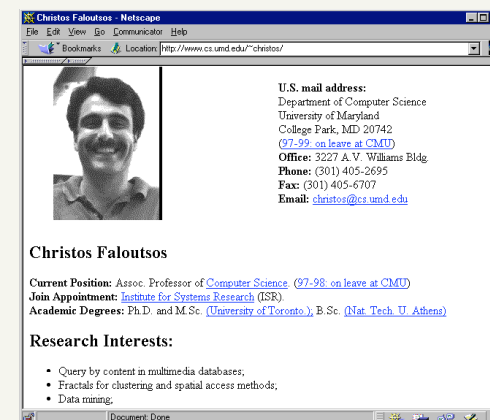 Christos Faloutsos - Netscape
File Edit View Go Communicator Help
Bookmarks Location: http://www.cs.umd.edu/~christos/
U.S. mail address:
Department of Computer Science
University of Maryland
College Park, MD 20742
(97-99: on leave at CMU)
Office: 3227 A.V. Williams Bldg.
Phone: (301) 405-2695
Fax: (301) 405-6707
Email: christos@cs.umd.edu
Christos Faloutsos
Current Position: Assoc. Professor of Computer Science. (97-98: on leave at CMU)
Join Appointment: Institute for Systems Research (ISR).
Academic Degrees: Ph.D. and M.Sc. (University of Toronto.); B.Sc. (Nat. Tech. U. Athens)
Research Interests:
• Query by content in multimedia databases;
• Fractals for clustering and spatial access methods;
• Data mining;
Document: Done